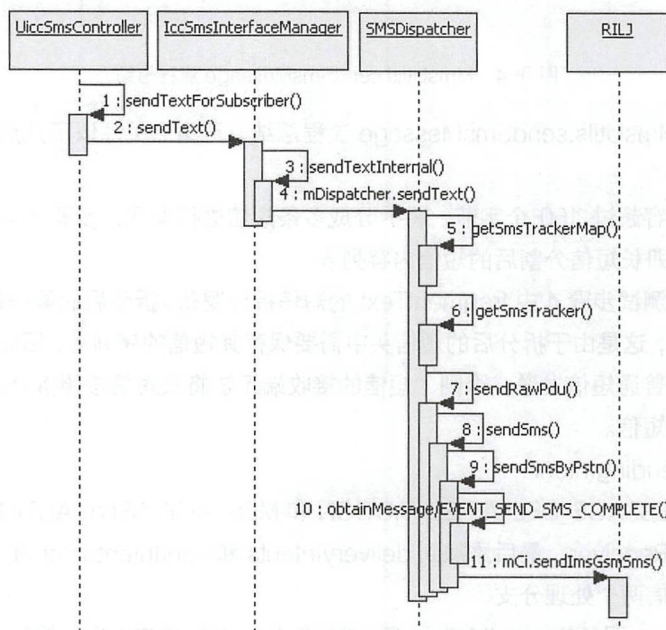 UiccSmsController
IccSmsInterfaceManager
SMSDispatcher
RILJ
1 : sendTextForSubscriber()
2 : sendText()
3 : sendTextInternal()
4 : mDispatcher.sendText()
5 : getSmsTrackerMap()
6 : getSmsTracker()
7 : sendRawPdu()
8 : sendSms()
9 : sendSmsByPstn()
10 : obtainMessage/EVENT_SEND_SMS_COMPLETE()
11 : mCi.sendImsGsmSms()